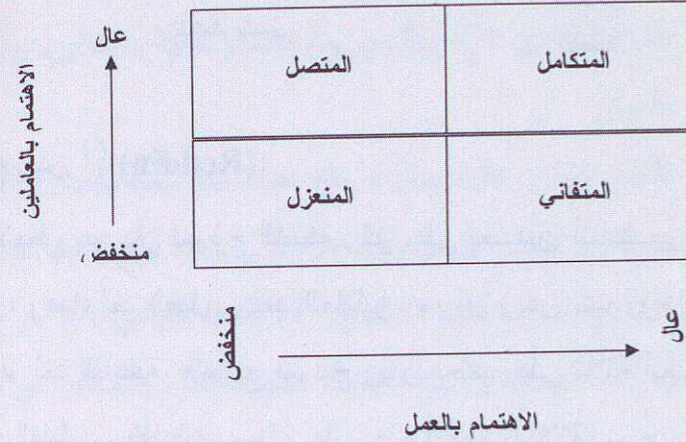 عال
المتكامل
المتصل
الاهتمام بالعاملين
المتفاني
المنعزل
منخفض
منخفض
عال
الاهتمام بالعمل